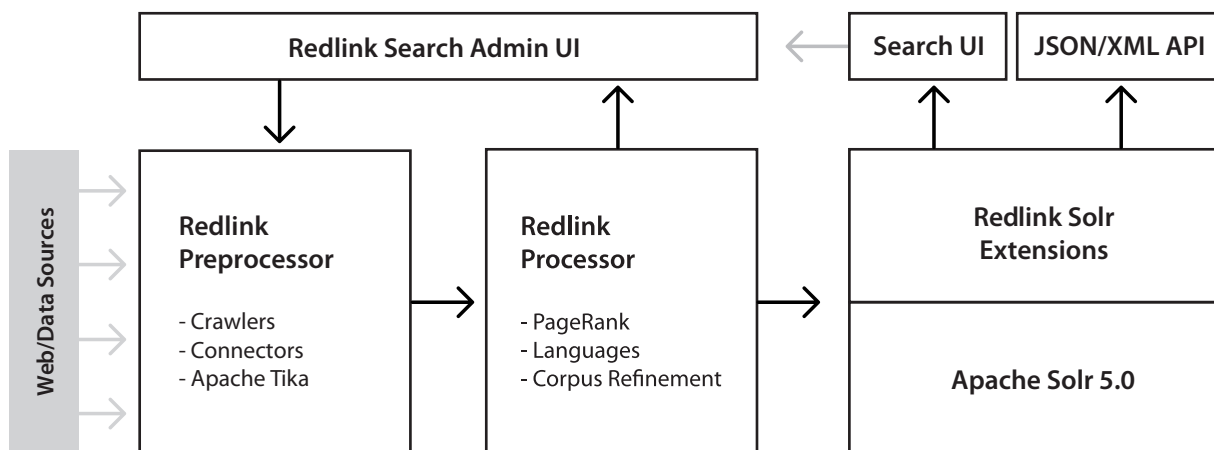 Redlink Search Admin UI
Search UI
JSON/XML API
Web/Data Sources
Redlink
Preprocessor
- Crawlers
- Connectors
- Apache Tika
Redlink
Processor
- PageRank
- Languages
- Corpus Refinement
Redlink Solr
Extensions
Apache Solr 5.0